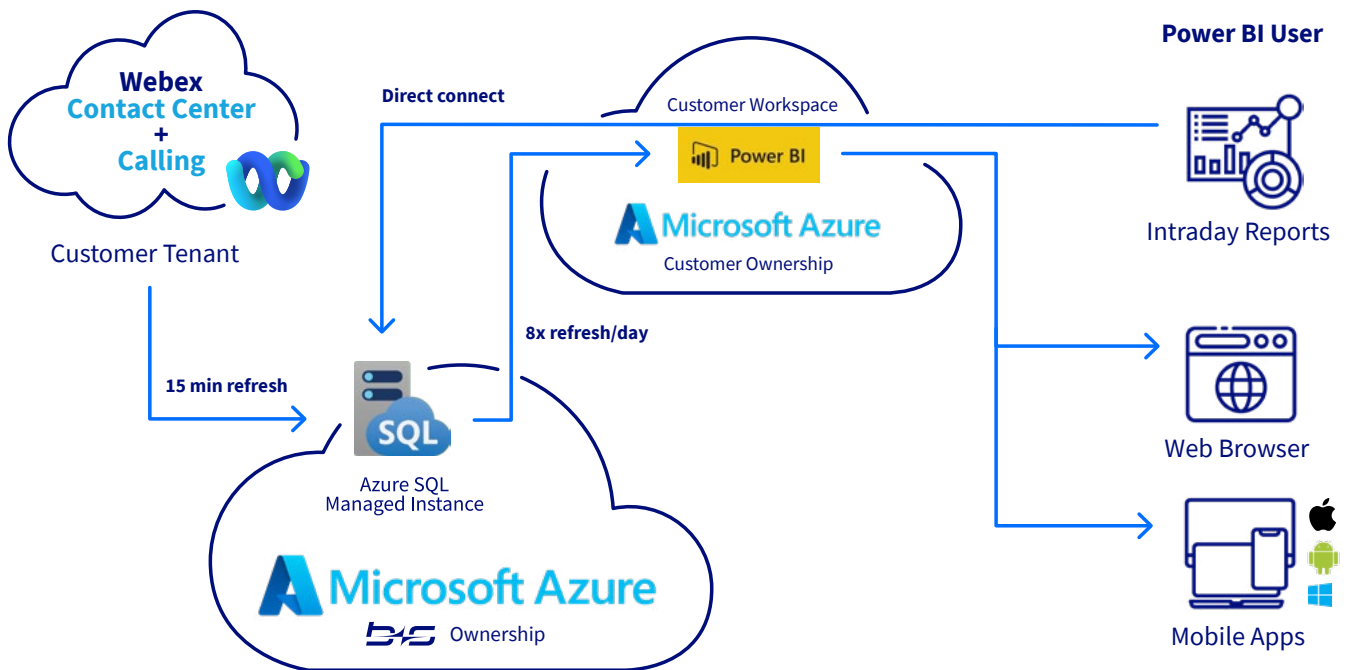 Power BI User
Webex
Contact Center
+
Calling
Customer Tenant
Direct connect
Customer Workspace
Power BI
Microsoft Azure
Customer Ownership
Intraday Reports
8x refresh/day
15 min refresh
SQL
Azure SQL
Managed Instance
Web Browser
Microsoft Azure
Ownership
Mobile Apps